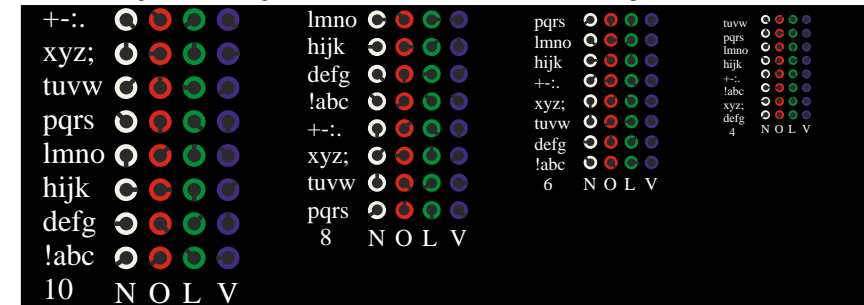 +-:.
xyz;
tuvw
pqrs
lmno
hijk
defg
!abc
10 N O L V
lmno
hijk
defg
!abc
+-:.
xyz;
tuvw
pqrs
8 N O L V
pqrs
lmno
hijk
+-:.
xyz;
tuvw
defg
!abc
6 N O L V
tuvw
pqrs
lmno
hijk
+-:.
!abc
xyz;
defg
4 N O L V